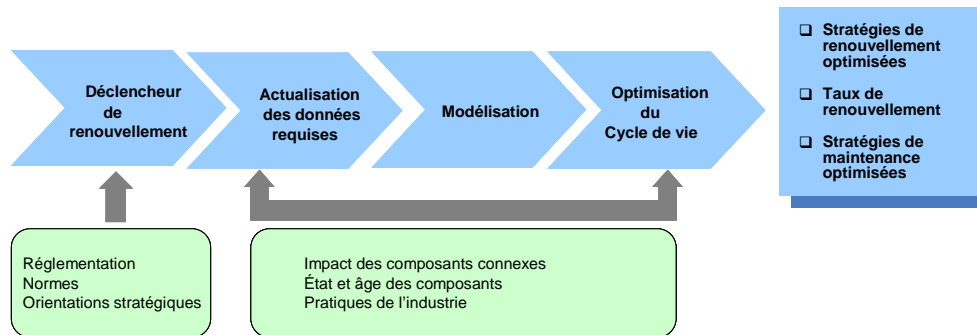 Déclencheur
de
renouvellement
Actualisation
des données
requises
Modélisation
Optimisation
du
Cycle de vie
❑ Stratégies de
renouvellement
optimisées
❑ Taux de
renouvellement
❑ Stratégies de
maintenance
optimisées
Réglementation
Normes
Orientations stratégiques
Impact des composants connexes
État et âge des composants
Pratiques de l'industrie